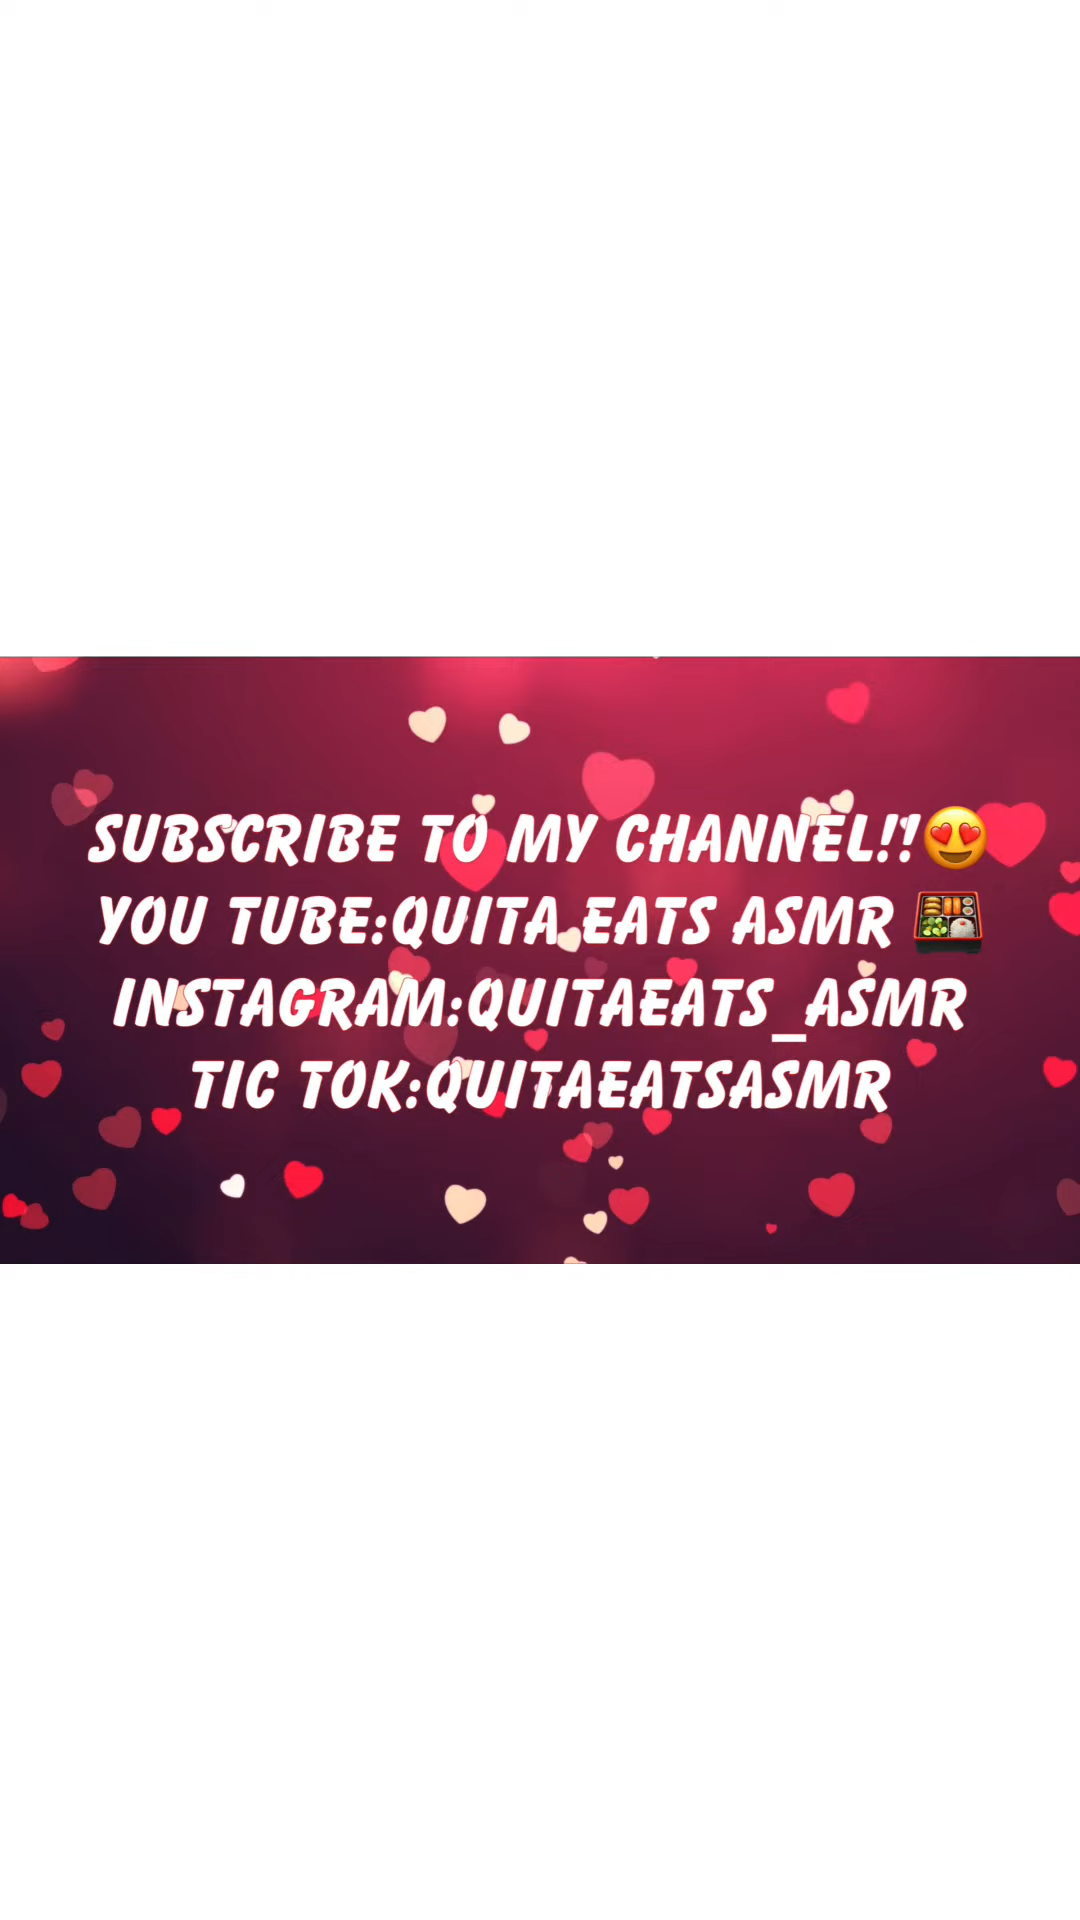 SUBSCRIBE TO MY CHANNEL!!😍
YOU TUBE:QUITA EATS ASMR 🍱
INSTAGRAM:QUITAEATS_ASMR
TIC TOK:QUITAEATSASMR